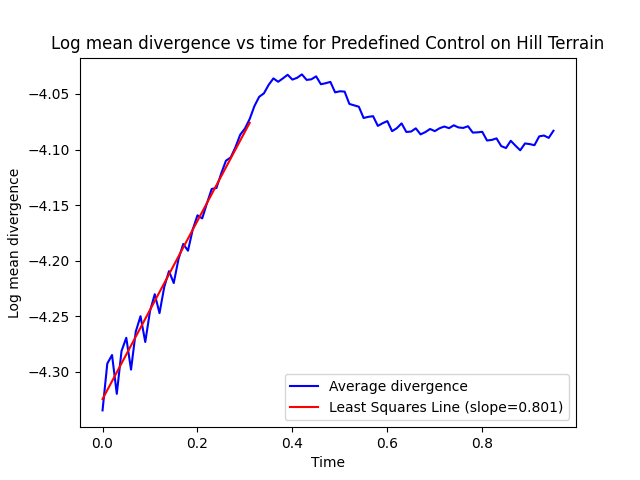 Log mean divergence vs time for Predefined Control on Hill Terrain
Log mean divergence
−4.05
−4.10
−4.15
−4.20
−4.25
−4.30
0.0
0.2
0.4
0.6
0.8
Time
Average divergence
Least Squares Line (slope=0.801)